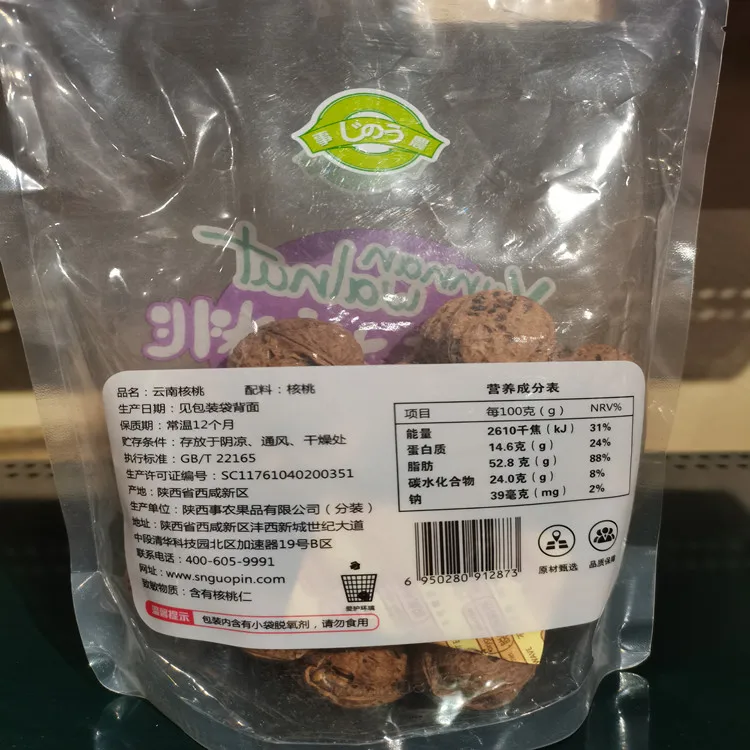 事 じのう 農
Yunnan
walnut
品名：云南核桃 配料：核桃
生产日期：见包装袋背面
保质期：常温12个月
贮存条件：存放于阴凉、通风、干燥处
执行标准：GB/T 22165
生产许可证编号：SC11761040200351
产地：陕西省西咸新区
生产单位：陕西事农果品有限公司（分装）
地址：陕西省西咸新区沣西新城世纪大道
中段清华科技园北区加速器19号B区
联系电话：400-605-9991
网址：www.snguopin.com
致敏物质：含有核桃仁
温馨提示 包装内含有小袋脱氧剂，请勿食用
爱护环境
营养成分表
项目 每100克（g） NRV%
能量 2610千焦（kJ） 31%
蛋白质 14.6克（g） 24%
脂肪 52.8 克（g） 88%
碳水化合物 24.0克（g） 8%
钠 39毫克（mg） 2%
6 950280 912873
原材甄选 品质保障